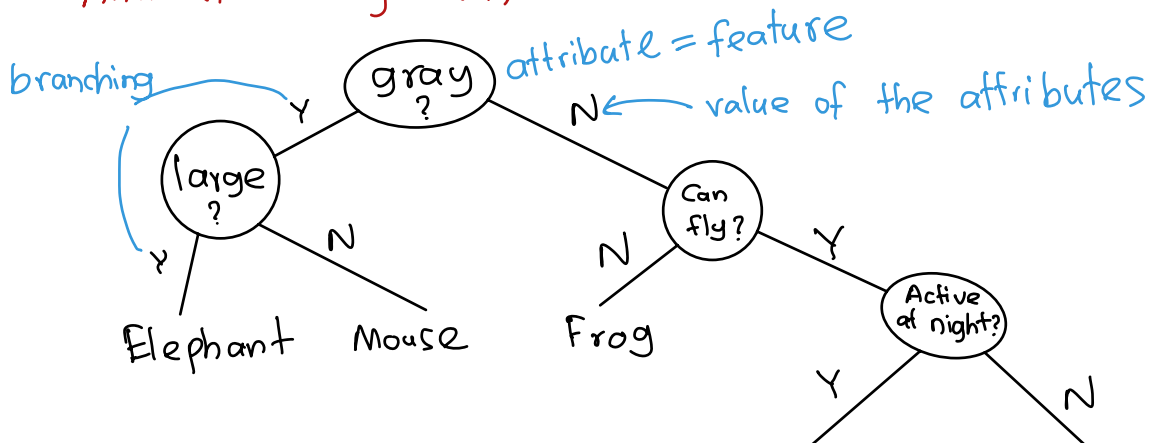 attribute = feature
branching
gray
?
Y
N
value of the attributes
large
?
Can
fly?
Y
N
N
Y
Active
at night?
Elephant
Mouse
Frog
Y
N